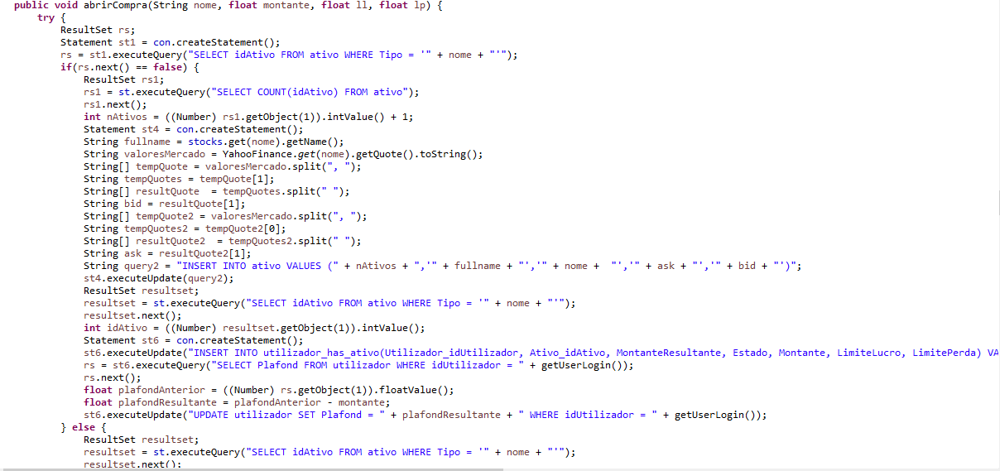 public void abrirCompra(String nome, float montante, float ll, float lp) {
try {
ResultSet rs;
Statement st1 = con.createStatement();
rs = st1.executeQuery("SELECT idAtivo FROM ativo WHERE Tipo = '" + nome + "'");
if(rs.next() == false) {
ResultSet rs1;
rs1 = st.executeQuery("SELECT COUNT(idAtivo) FROM ativo");
rs1.next();
int nAtivos = ((Number) rs1.getObject(1)).intValue() + 1;
Statement st4 = con.createStatement();
String fullname = stocks.get(nome).getName();
String valoresMercado = YahooFinance.get(nome).getQuote().toString();
String[] tempQuote = valoresMercado.split(", ");
String tempQuotes = tempQuote[1];
String[] resultQuote  = tempQuotes.split(" ");
String bid = resultQuote[1];
String[] tempQuote2 = valoresMercado.split(", ");
String tempQuotes2 = tempQuote2[0];
String[] resultQuote2  = tempQuotes2.split(" ");
String ask = resultQuote2[1];
String query2 = "INSERT INTO ativo VALUES (" + nAtivos + ",'" + fullname + "','" + nome +  "','" + ask + "','" + bid + "')";
st4.executeUpdate(query2);
ResultSet resultset;
resultset = st.executeQuery("SELECT idAtivo FROM ativo WHERE Tipo = '" + nome + "'");
resultset.next();
int idAtivo = ((Number) resultset.getObject(1)).intValue();
Statement st6 = con.createStatement();
st6.executeUpdate("INSERT INTO utilizador_has_ativo(Utilizador_idUtilizador, Ativo_idAtivo, MontanteResultante, Estado, Montante, LimiteLucro, LimitePerda) VA
rs = st6.executeQuery("SELECT Plafond FROM utilizador WHERE idUtilizador = " + getUserLogin());
rs.next();
float plafondAnterior = ((Number) rs.getObject(1)).floatValue();
float plafondResultante = plafondAnterior - montante;
st6.executeUpdate("UPDATE utilizador SET Plafond = " + plafondResultante + " WHERE idUtilizador = " + getUserLogin());
} else {
ResultSet resultset;
resultset = st.executeQuery("SELECT idAtivo FROM ativo WHERE Tipo = '" + nome + "'");
resultset.next();